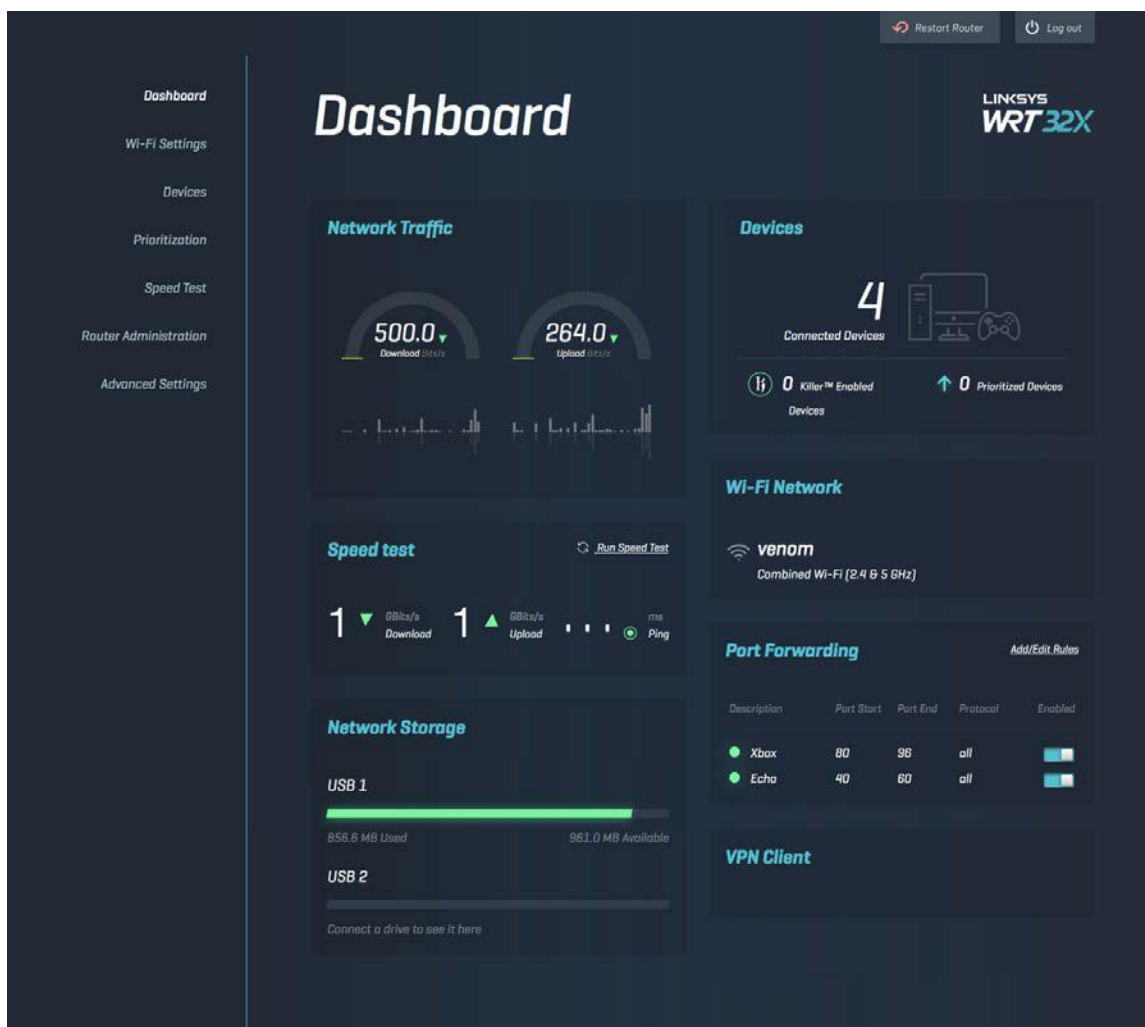 Restart Router
Log out
Dashboard
Wi-Fi Settings
Devices
Prioritization
Speed Test
Router Administration
Advanced Settings
Dashboard
LINKSYS
WRT 32X
Network Traffic
500.0
Download Bits/s
264.0
Upload Bits/s
Devices
4
Connected Devices
0 Killer™ Enabled
Devices
0 Prioritized Devices
Wi-Fi Network
venom
Combined Wi-Fi (2.4 & 5 GHz)
Speed test
Run Speed Test
1 GBits/s
Download
1 GBits/s
Upload
... ms
Ping
Port Forwarding
Add/Edit Rules
Description Port Start Port End Protocol Enabled
Xbox 80 96 all
Echo 40 60 all
Network Storage
USB 1
856.6 MB Used 961.0 MB Available
USB 2
Connect a drive to see it here
VPN Client